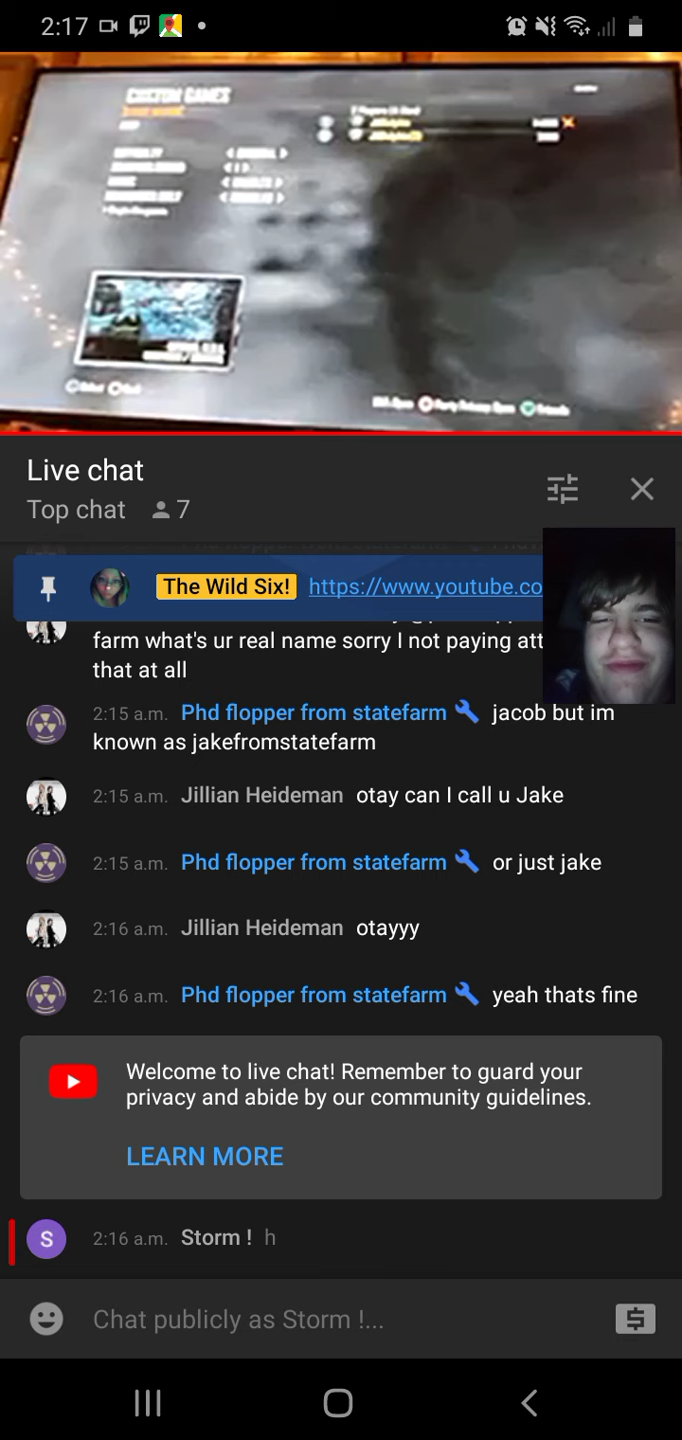 2:17
CUSTOM GAMES
Live chat
Top chat 7
The Wild Six! https://www.youtube.co
farm what's ur real name sorry I not paying att
that at all
2:15 a.m. Phd flopper from statefarm jacob but im
known as jakefromstatefarm
2:15 a.m. Jillian Heideman otay can I call u Jake
2:15 a.m. Phd flopper from statefarm or just jake
2:16 a.m. Jillian Heideman otayyy
2:16 a.m. Phd flopper from statefarm yeah thats fine
Welcome to live chat! Remember to guard your
privacy and abide by our community guidelines.
LEARN MORE
S 2:16 a.m. Storm ! h
Chat publicly as Storm !...